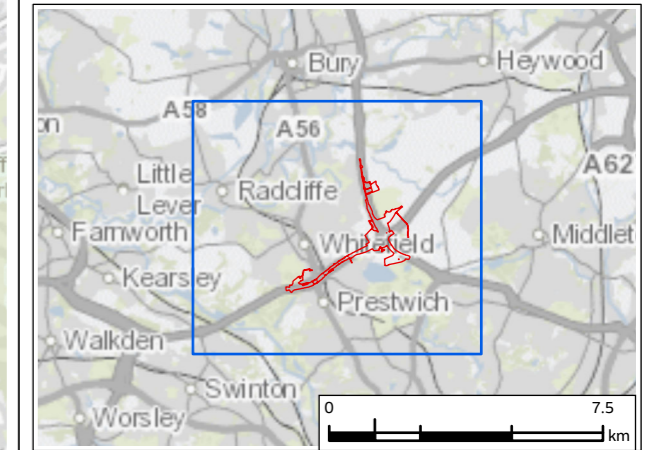 Bury
Heywood
on
A58
A56
A62
Little
Lever
Radcliffe
Farnworth
Whitefield
Middlet
Kearsley
Prestwich
Walkden
Swinton
Worsley
0 7.5
km